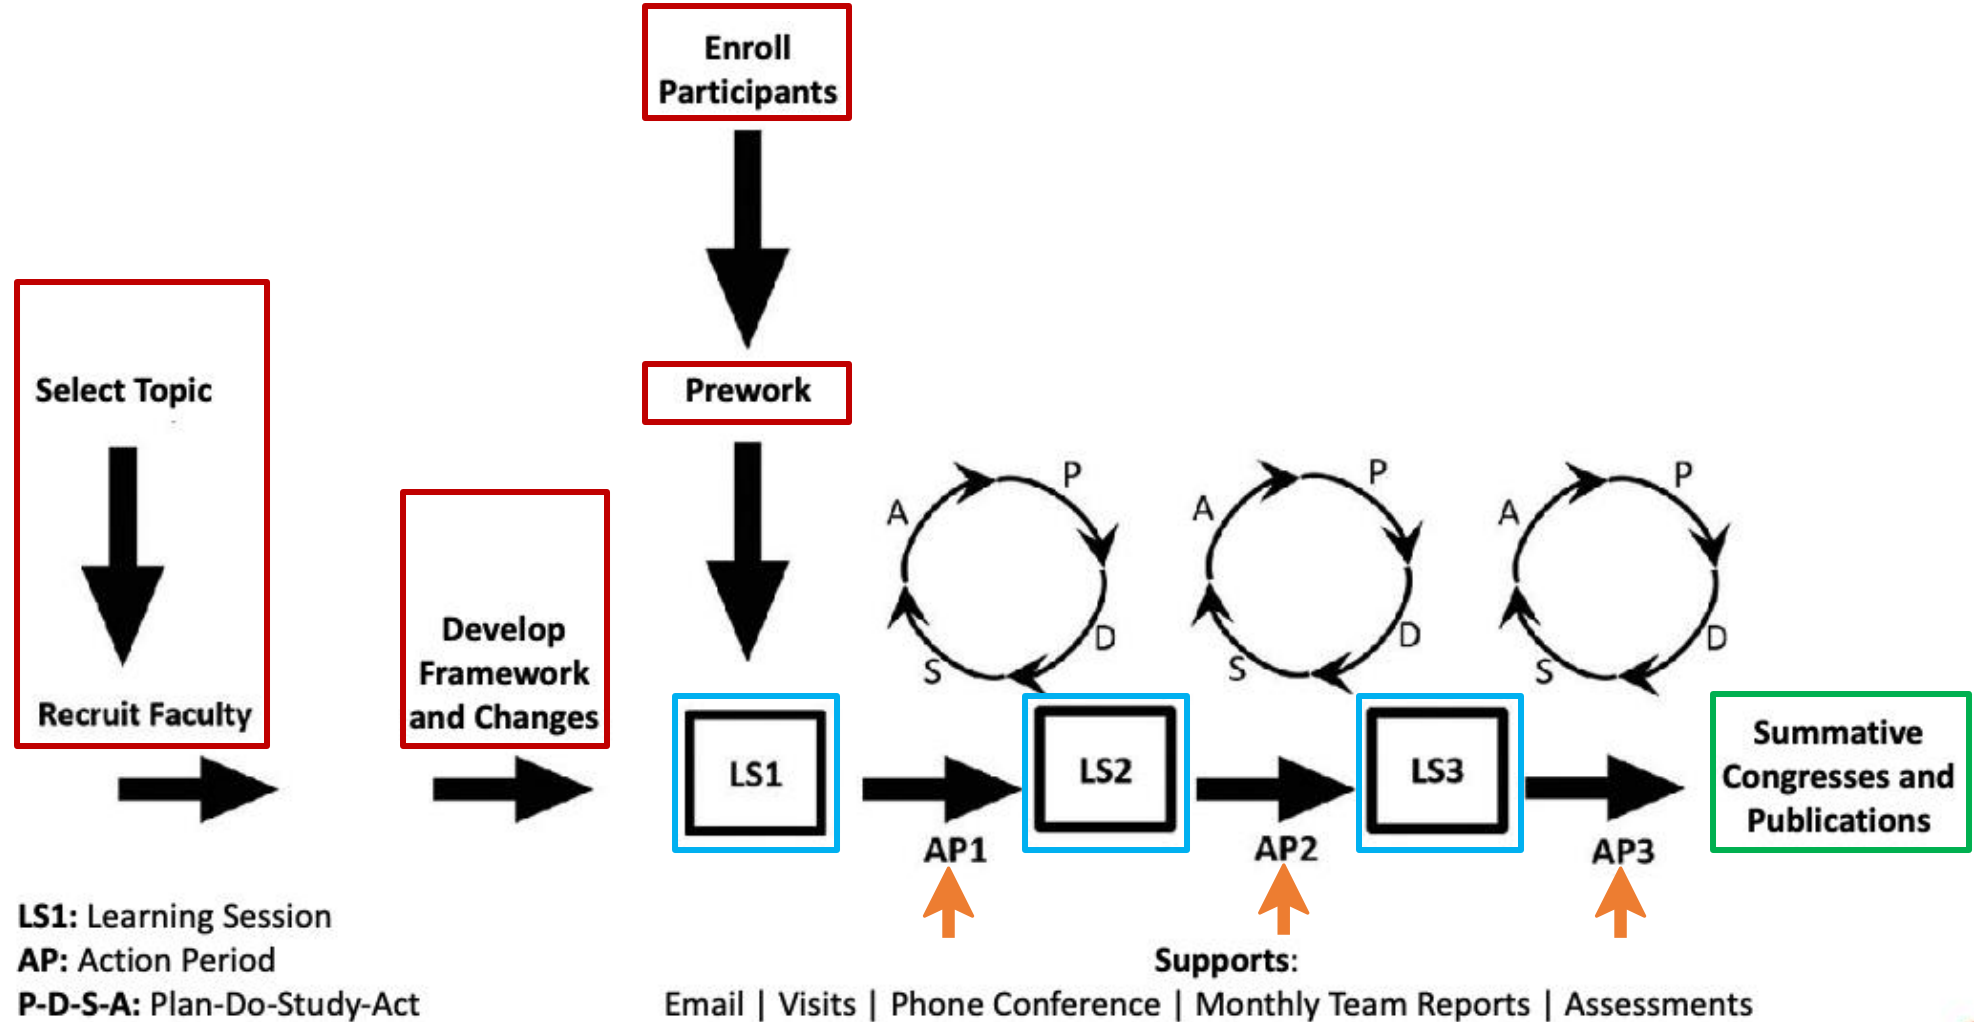 Enroll
Participants
Select Topic
Prework
Recruit Faculty
Develop
Framework
and Changes
A
P
D
S
A
P
D
S
A
P
D
S
LS1
LS2
LS3
AP1
AP2
AP3
Summative
Congresses and
Publications
LS1: Learning Session
AP: Action Period
P-D-S-A: Plan-Do-Study-Act
Supports:
Email | Visits | Phone Conference | Monthly Team Reports | Assessments